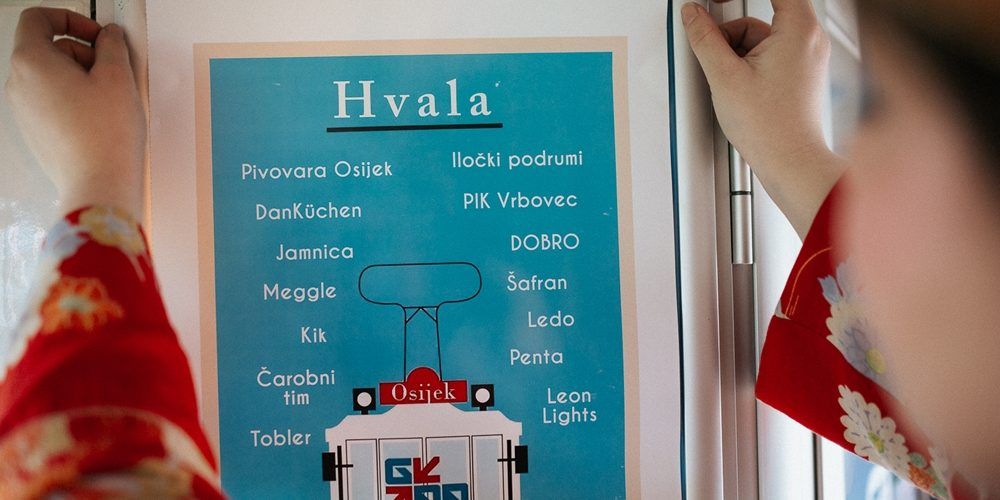 Hvala
Pivovara Osijek
DanKüchen
Jamnica
Meggle
Kik
Čarobni
tim
Tobler
Iločki podrumi
PIK Vrbovec
DOBRO
Šafran
Ledo
Penta
Leon
Lights
Osijek